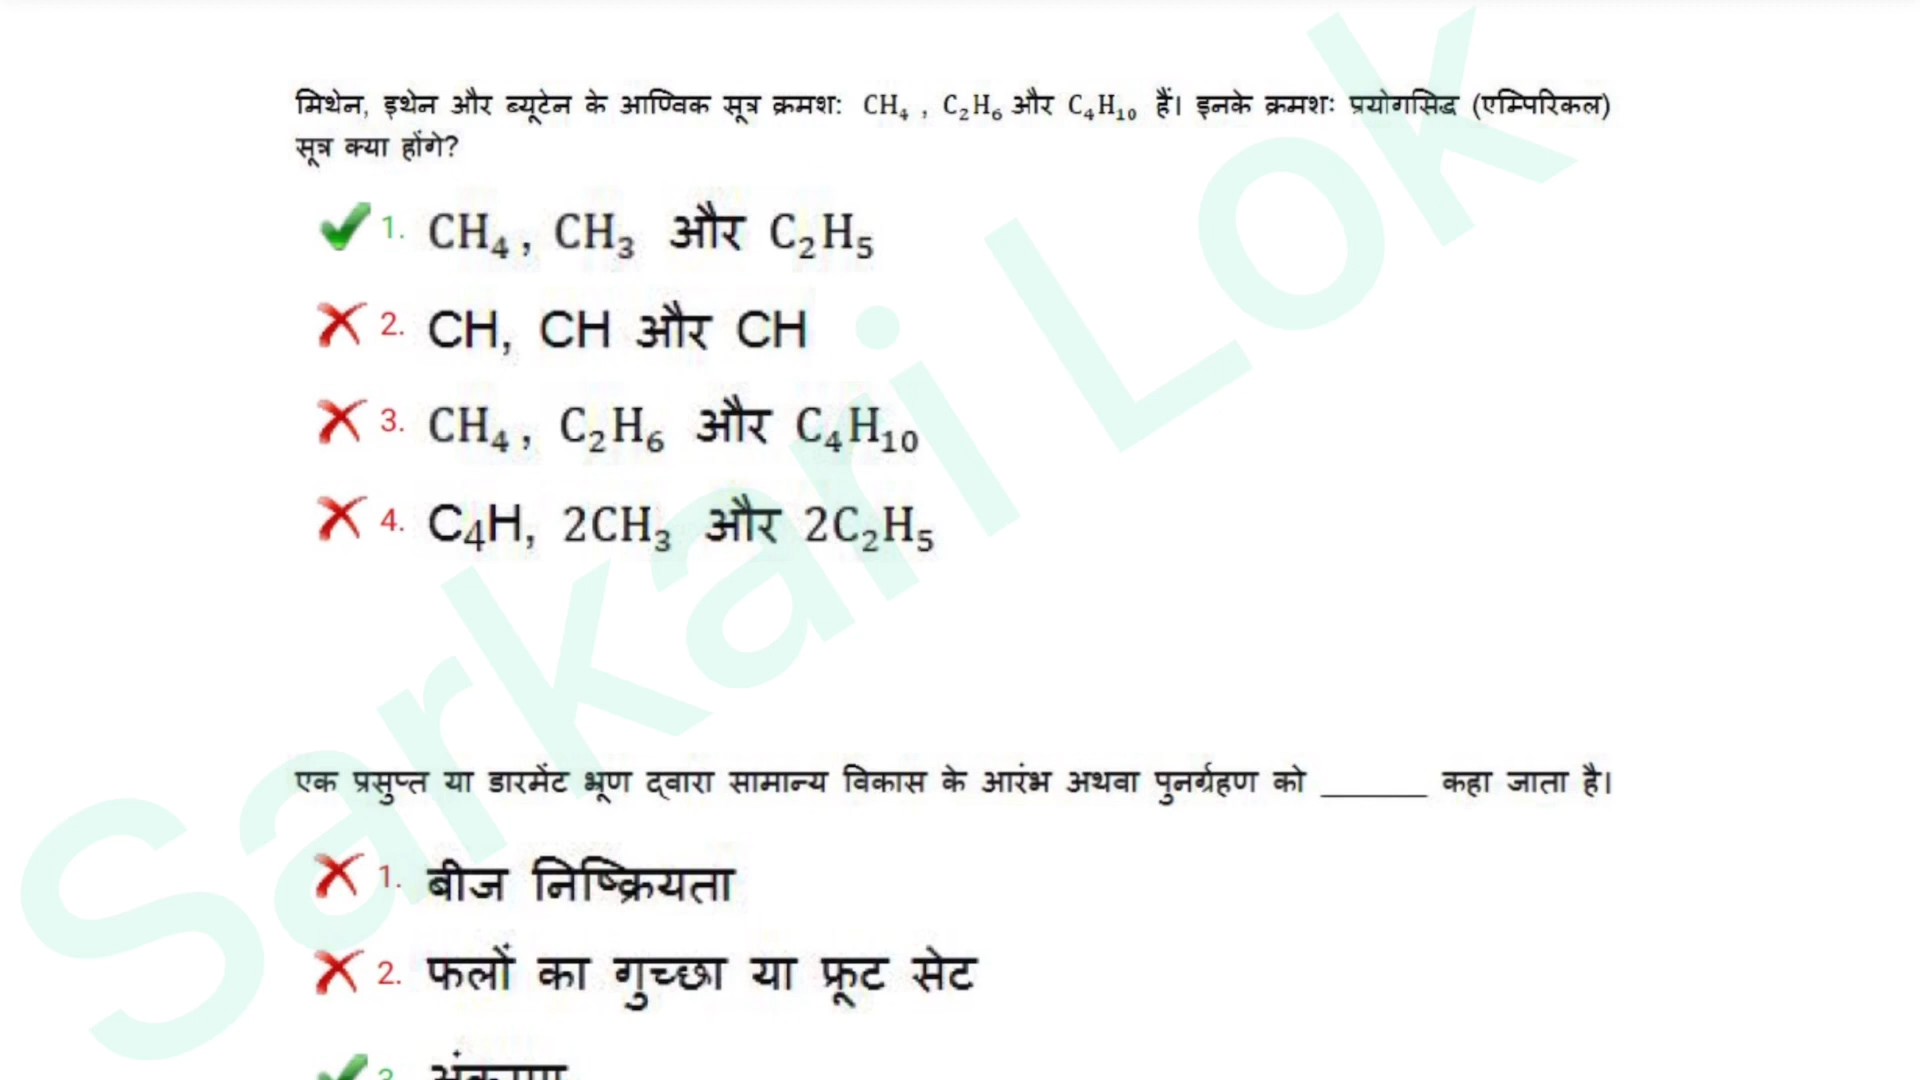 मिथेन, इथेन और ब्यूटेन के आण्विक सूत्र क्रमश: CH₄ , C₂H₆ और C₄H₁₀ हैं। इनके क्रमशः प्रयोगसिद्ध (एम्पिरिकल)
सूत्र क्या होंगे?
1. CH₄ , CH₃ और C₂H₅
2. CH, CH और CH
3. CH₄ , C₂H₆ और C₄H₁₀
4. C4H, 2CH₃ और 2C₂H₅
एक प्रसुप्त या डारमेंट भ्रूण द्वारा सामान्य विकास के आरंभ अथवा पुनर्ग्रहण को ______ कहा जाता है।
1. बीज निष्क्रियता
2. फलों का गुच्छा या फ्रूट सेट
3.
Sarkari Lok